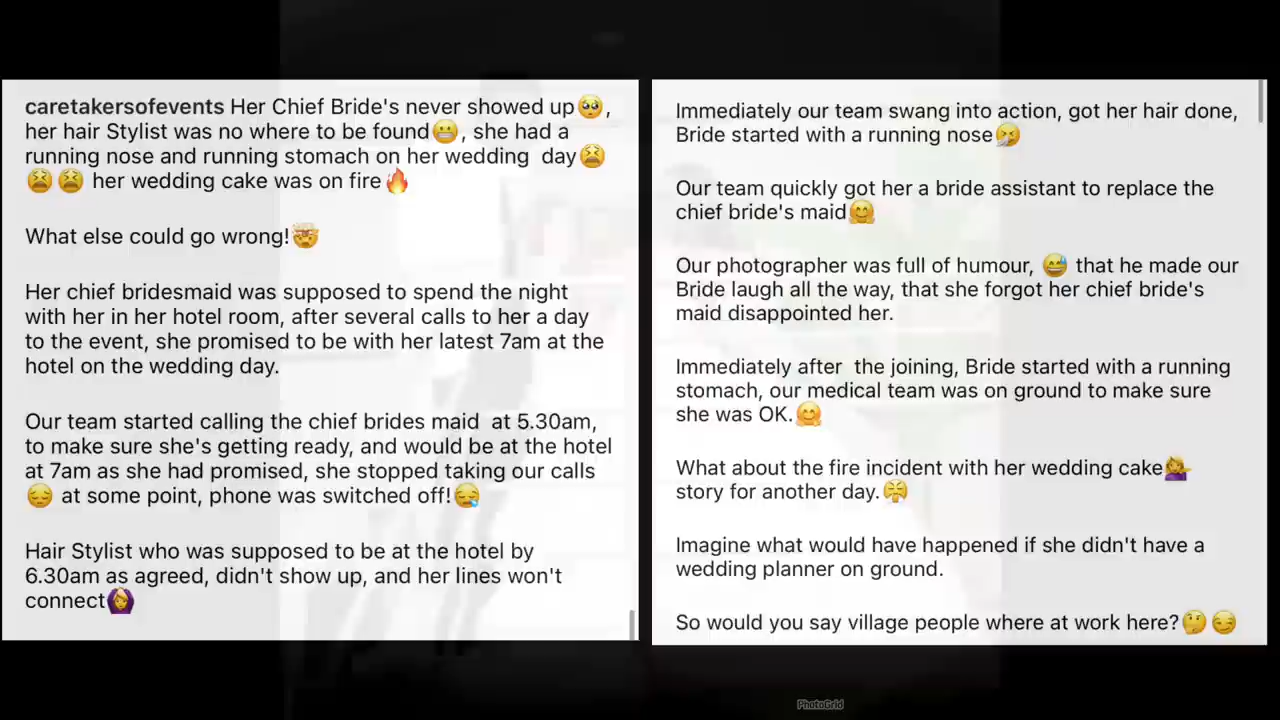 caretakersofevents Her Chief Bride's never showed up🥺,
her hair Stylist was no where to be found😬, she had a
running nose and running stomach on her wedding day😫
😫😫 her wedding cake was on fire🔥
What else could go wrong!🤯
Her chief bridesmaid was supposed to spend the night
with her in her hotel room, after several calls to her a day
to the event, she promised to be with her latest 7am at the
hotel on the wedding day.
Our team started calling the chief brides maid at 5.30am,
to make sure she's getting ready, and would be at the hotel
at 7am as she had promised, she stopped taking our calls
😔 at some point, phone was switched off!😪
Hair Stylist who was supposed to be at the hotel by
6.30am as agreed, didn't show up, and her lines won't
connect🙆‍♀️
Immediately our team swang into action, got her hair done,
Bride started with a running nose🤧
Our team quickly got her a bride assistant to replace the
chief bride's maid🤗
Our photographer was full of humour, 😅 that he made our
Bride laugh all the way, that she forgot her chief bride's
maid disappointed her.
Immediately after the joining, Bride started with a running
stomach, our medical team was on ground to make sure
she was OK.🤗
What about the fire incident with her wedding cake💁‍♀️
story for another day.😤
Imagine what would have happened if she didn't have a
wedding planner on ground.
So would you say village people where at work here?🤔😏
PhotoGrid